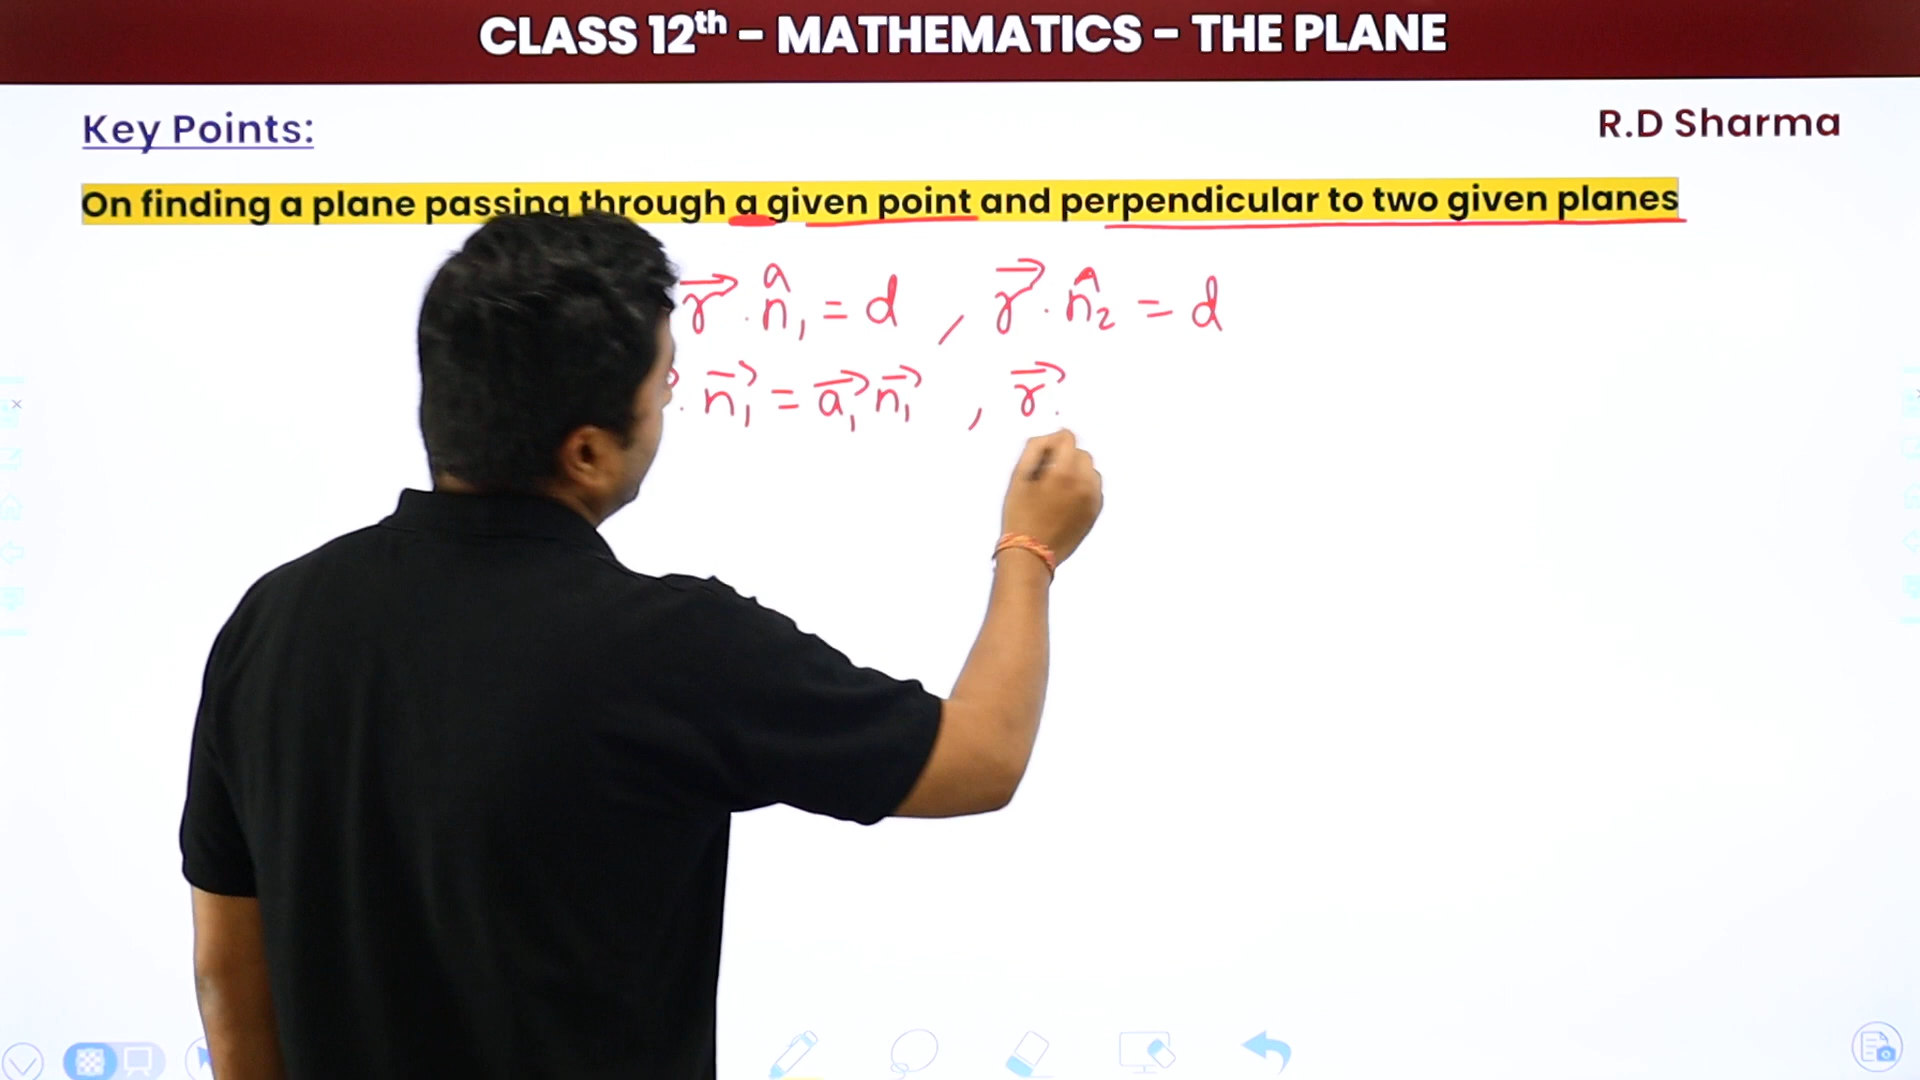 CLASS 12th – MATHEMATICS – THE PLANE
Key Points:
R.D Sharma
On finding a plane passing through a given point and perpendicular to two given planes
r⃗ . n̂₁ = d , r⃗ . n̂₂ = d
. n⃗₁ = a⃗₁ n⃗₁ , r⃗ .